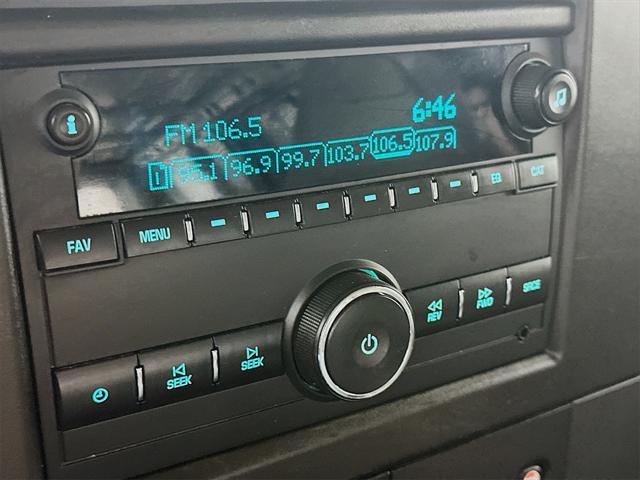 6:46
FM 106.5
1 95.1 96.9 99.7 103.7 106.5 107.9
FAV MENU EQ CAT
REV FWD SRCE
SEEK SEEK